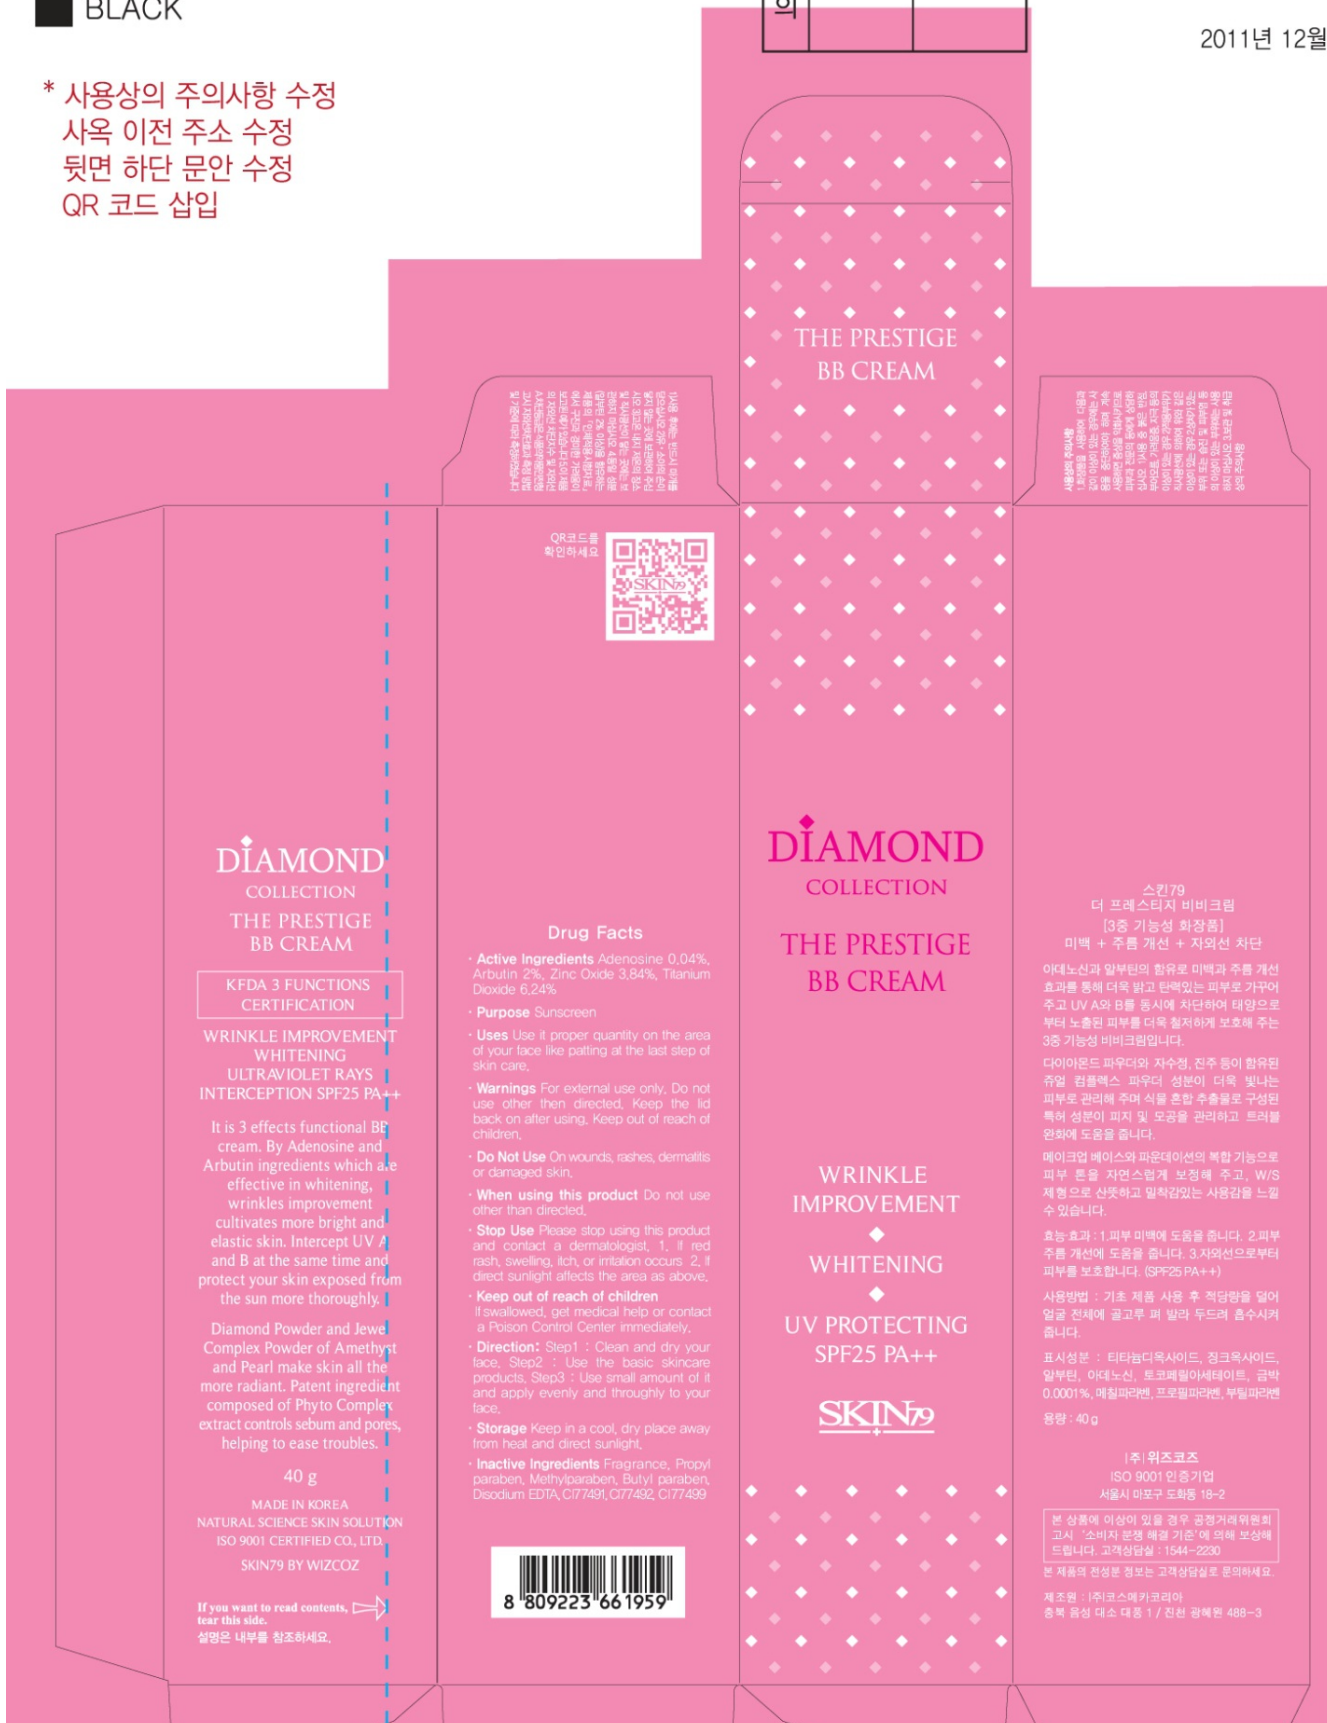 BLACK
의
2011년 12월
* 사용상의 주의사항 수정
사옥 이전 주소 수정
뒷면 하단 문안 수정
QR 코드 삽입
THE PRESTIGE
BB CREAM
QR코드를
확인하세요
SKIN79
DIAMOND
COLLECTION
THE PRESTIGE
BB CREAM
KFDA 3 FUNCTIONS
CERTIFICATION
WRINKLE IMPROVEMENT
WHITENING
ULTRAVIOLET RAYS
INTERCEPTION SPF25 PA++
It is 3 effects functional BB
cream. By Adenosine and
Arbutin ingredients which are
effective in whitening,
wrinkles improvement
cultivates more bright and
elastic skin. Intercept UV A
and B at the same time and
protect your skin exposed from
the sun more thoroughly.
Diamond Powder and Jewel
Complex Powder of Amethyst
and Pearl make skin all the
more radiant. Patent ingredient
composed of Phyto Complex
extract controls sebum and pores,
helping to ease troubles.
40 g
MADE IN KOREA
NATURAL SCIENCE SKIN SOLUTION
ISO 9001 CERTIFIED CO., LTD.
SKIN79 BY WIZCOZ
If you want to read contents,
tear this side.
설명은 내부를 참조하세요.
Drug Facts
· Active Ingredients Adenosine 0.04%,
Arbutin 2%, Zinc Oxide 3.84%, Titanium
Dioxide 6.24%
· Purpose Sunscreen
· Uses Use it proper quantity on the area
of your face like patting at the last step of
skin care.
· Warnings For external use only. Do not
use other then directed. Keep the lid
back on after using. Keep out of reach of
children.
· Do Not Use On wounds, rashes, dermatitis
or damaged skin.
· When using this product Do not use
other than directed.
· Stop Use Please stop using this product
and contact a dermatologist. 1. If red
rash, swelling, itch, or irritation occurs 2. If
direct sunlight affects the area as above.
· Keep out of reach of children
If swallowed, get medical help or contact
a Poison Control Center immediately.
· Direction: Step1 : Clean and dry your
face. Step2 : Use the basic skincare
products. Step3 : Use small amount of it
and apply evenly and throughly to your
face.
· Storage Keep in a cool, dry place away
from heat and direct sunlight.
· Inactive Ingredients Fragrance, Propyl
paraben, Methylparaben, Butyl paraben,
Disodium EDTA, CI77491, CI77492, CI77499
8 809223 661959
DIAMOND
COLLECTION
THE PRESTIGE
BB CREAM
WRINKLE
IMPROVEMENT
WHITENING
UV PROTECTING
SPF25 PA++
SKIN79
스킨79
더 프레스티지 비비크림
[3중 기능성 화장품]
미백 + 주름 개선 + 자외선 차단
아데노신과 알부틴의 함유로 미백과 주름 개선
효과를 통해 더욱 밝고 탄력있는 피부로 가꾸어
주고 UV A와 B를 동시에 차단하여 태양으로
부터 노출된 피부를 더욱 철저하게 보호해 주는
3중 기능성 비비크림입니다.
다이아몬드 파우더와 자수정, 진주 등이 함유된
쥬얼 컴플렉스 파우더 성분이 더욱 빛나는
피부로 관리해 주며 식물 혼합 추출물로 구성된
특허 성분이 피지 및 모공을 관리하고 트러블
완화에 도움을 줍니다.
메이크업 베이스와 파운데이션의 복합 기능으로
피부 톤을 자연스럽게 보정해 주고, W/S
제형으로 산뜻하고 밀착감있는 사용감을 느낄
수 있습니다.
효능·효과 : 1.피부 미백에 도움을 줍니다. 2.피부
주름 개선에 도움을 줍니다. 3.자외선으로부터
피부를 보호합니다. (SPF25 PA++)
사용방법 : 기초 제품 사용 후 적당량을 덜어
얼굴 전체에 골고루 펴 발라 두드려 흡수시켜
줍니다.
표시성분 : 티타늄디옥사이드, 징크옥사이드,
알부틴, 아데노신, 토코페릴아세테이트, 금박
0.0001%, 메칠파라벤, 프로필파라벤, 부틸파라벤
용량 : 40 g
|주| 위즈코즈
ISO 9001 인증기업
서울시 마포구 도화동 18-2
본 상품에 이상이 있을 경우 공정거래위원회
고시 '소비자 분쟁 해결 기준'에 의해 보상해
드립니다. 고객상담실 : 1544-2230
본 제품의 전성분 정보는 고객상담실로 문의하세요.
제조원 : |주|코스메카코리아
충북 음성 대소 대풍 1 / 진천 광혜원 488-3